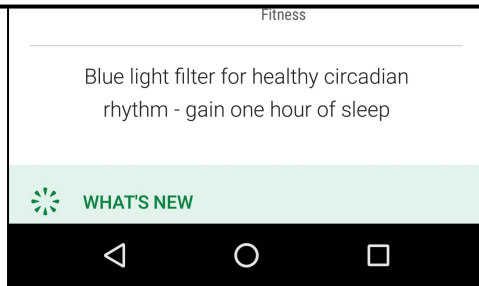 Fitness
Blue light filter for healthy circadian
rhythm - gain one hour of sleep
WHAT'S NEW